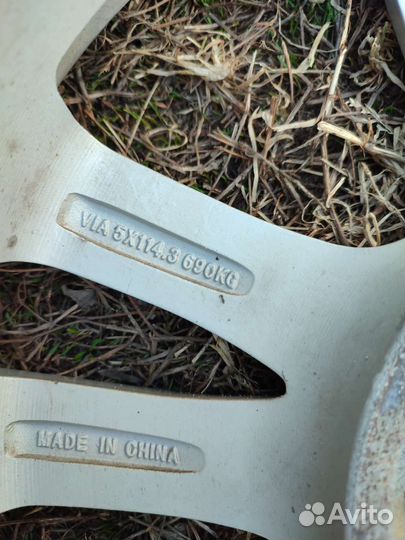 VIA 5X114.3 690KG
MADE IN CHINA
Avito